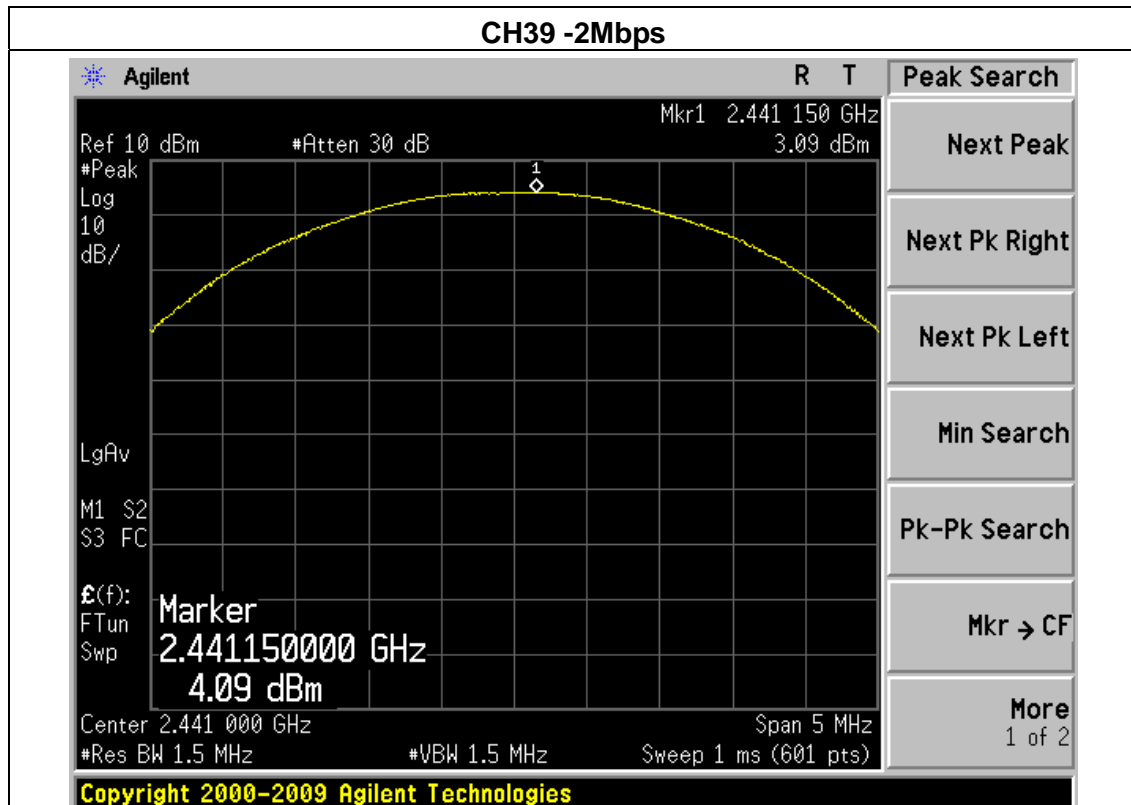 CH39 -2Mbps
Agilent R T Peak Search
Mkr1 2.441 150 GHz
Ref 10 dBm #Atten 30 dB 3.09 dBm
#Peak
Log
10
dB/
1
LgAv
M1 S2
S3 FC
£(f):
FTun
Swp
Marker
2.441150000 GHz
4.09 dBm
Center 2.441 000 GHz Span 5 MHz
#Res BW 1.5 MHz #VBW 1.5 MHz Sweep 1 ms (601 pts)
Next Peak
Next Pk Right
Next Pk Left
Min Search
Pk-Pk Search
Mkr → CF
More
1 of 2
Copyright 2000-2009 Agilent Technologies